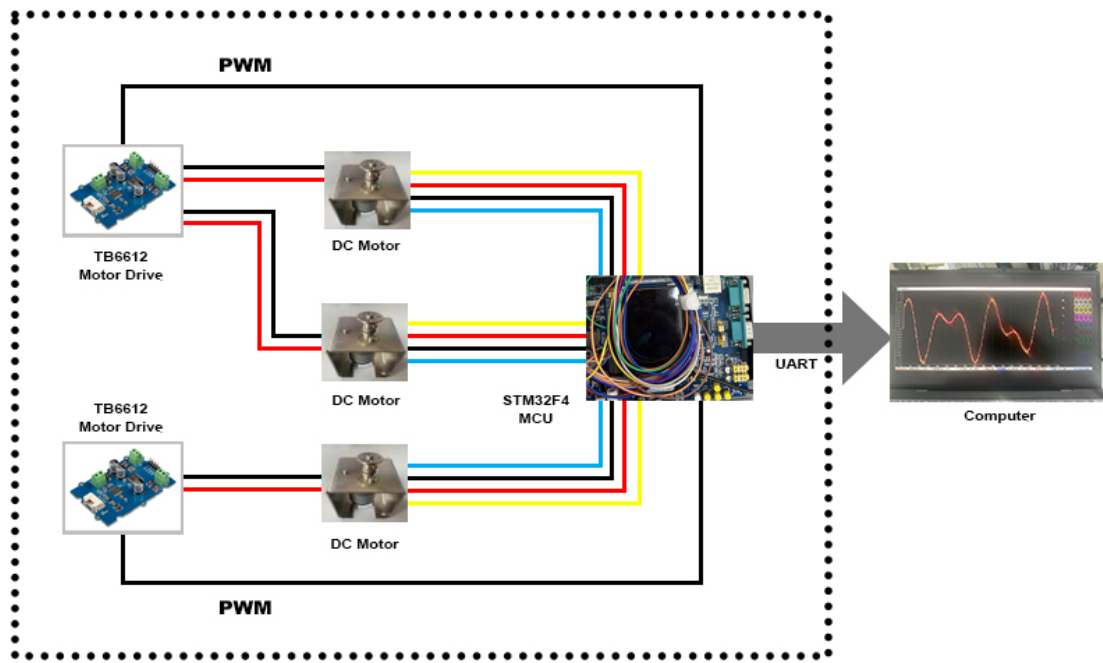 PWM
TB6612
Motor Drive
DC Motor
DC Motor
TB6612
Motor Drive
STM32F4
MCU
UART
Computer
DC Motor
PWM